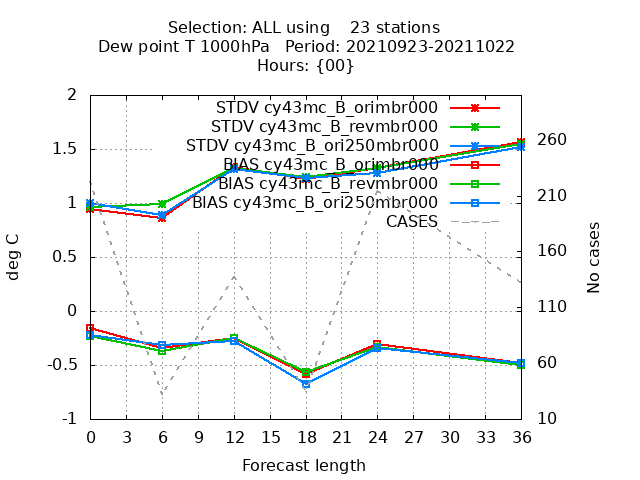 Selection: ALL using 23 stations
Dew point T 1000hPa Period: 20210923-20211022
Hours: {00}
2
1.5
1
0.5
0
-0.5
-1
deg C
STDV cy43mc_B_orimbr000
STDV cy43mc_B_revmbr000
STDV cy43mc_B_ori250mbr000
BIAS cy43mc_B_orimbr000
BIAS cy43mc_B_revmbr000
BIAS cy43mc_B_ori250mbr000
CASES
260
210
160
110
60
10
No cases
0 3 6 9 12 15 18 21 24 27 30 33 36
Forecast length